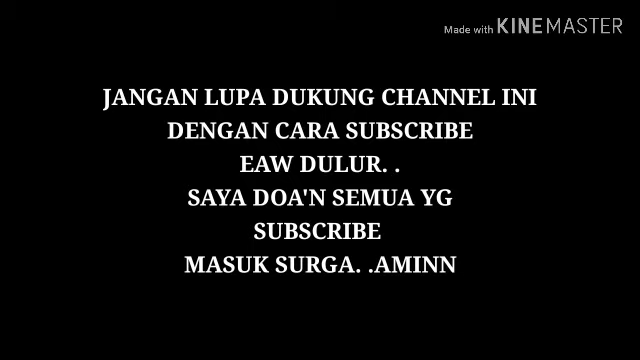 Made with KINEMASTER
JANGAN LUPA DUKUNG CHANNEL INI
DENGAN CARA SUBSCRIBE
EAW DULUR. .
SAYA DOA'N SEMUA YG
SUBSCRIBE
MASUK SURGA. .AMINN